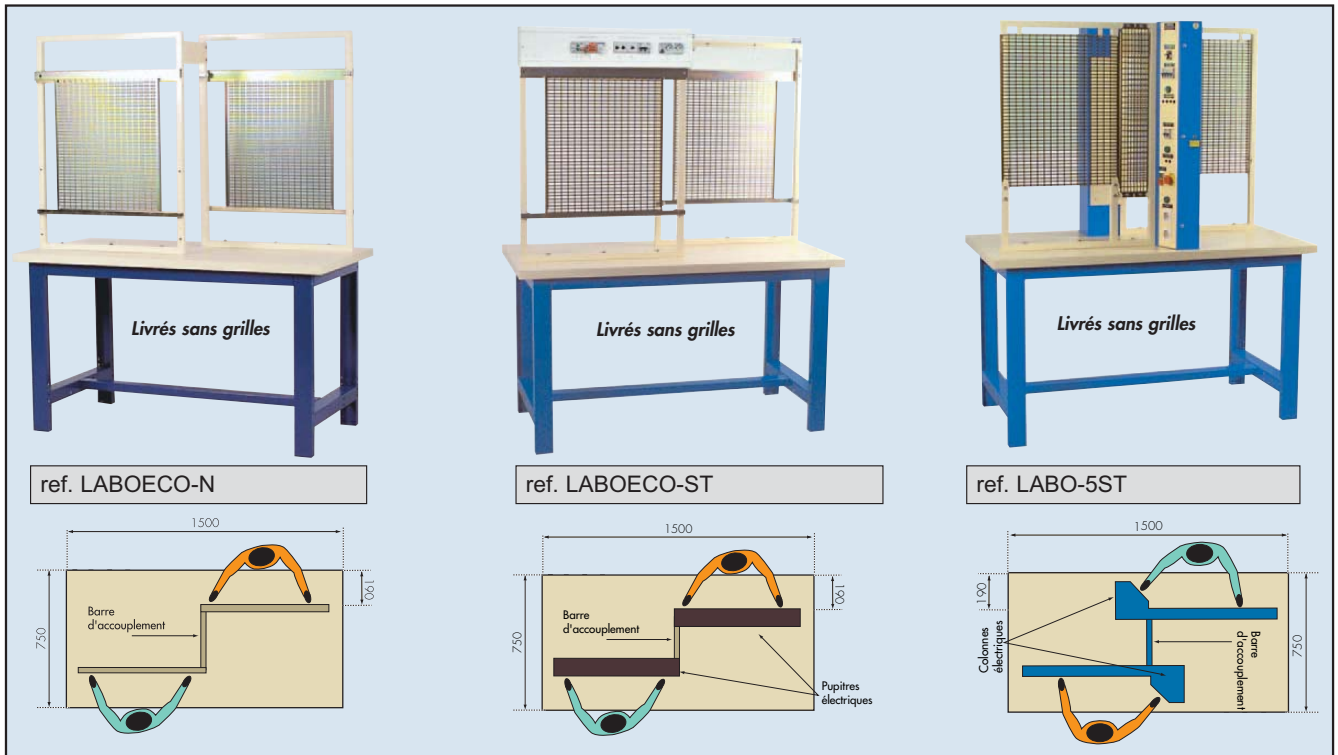 Livrés sans grilles
Livrés sans grilles
Livrés sans grilles
ref. LABOECO-N
ref. LABOECO-ST
ref. LABO-5ST
1500
190
750
Barre
d'accouplement
1500
190
750
Barre
d'accouplement
Pupitres
électriques
1500
190
750
Colonnes
électriques
Barre
d'accouplement